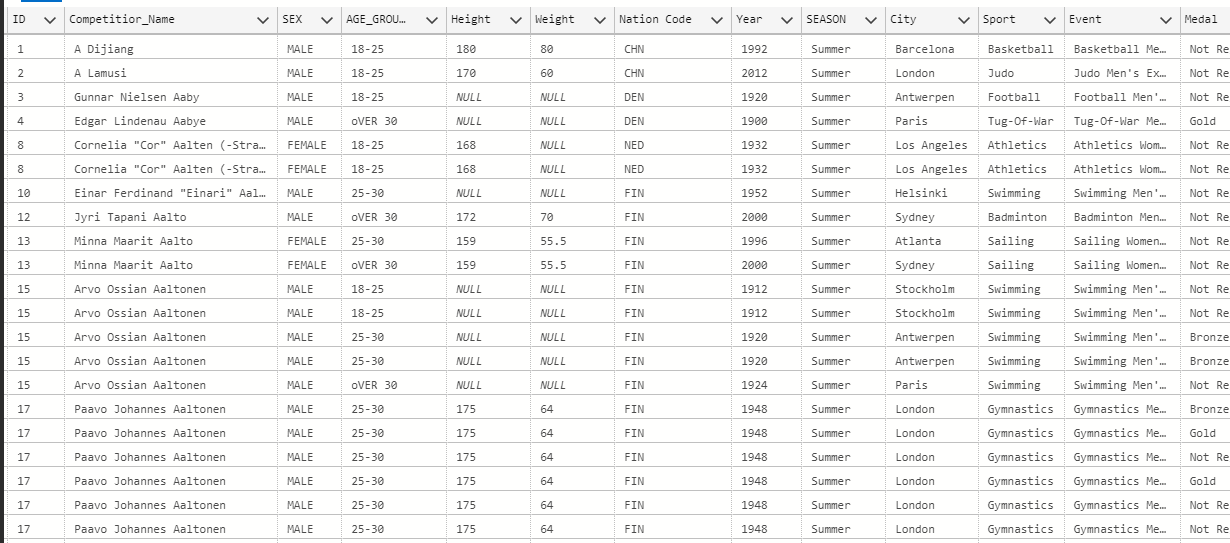 ID Competitior_Name SEX AGE_GROU… Height Weight Nation Code Year SEASON City Sport Event Medal
1 A Dijiang MALE 18-25 180 80 CHN 1992 Summer Barcelona Basketball Basketball Me… Not Re
2 A Lamusi MALE 18-25 170 60 CHN 2012 Summer London Judo Judo Men's Ex… Not Re
3 Gunnar Nielsen Aaby MALE 18-25 NULL NULL DEN 1920 Summer Antwerpen Football Football Men'… Not Re
4 Edgar Lindenau Aabye MALE oVER 30 NULL NULL DEN 1900 Summer Paris Tug-Of-War Tug-Of-War Me… Gold
8 Cornelia "Cor" Aalten (-Stra… FEMALE 18-25 168 NULL NED 1932 Summer Los Angeles Athletics Athletics Wom… Not Re
8 Cornelia "Cor" Aalten (-Stra… FEMALE 18-25 168 NULL NED 1932 Summer Los Angeles Athletics Athletics Wom… Not Re
10 Einar Ferdinand "Einari" Aal… MALE 25-30 NULL NULL FIN 1952 Summer Helsinki Swimming Swimming Men'… Not Re
12 Jyri Tapani Aalto MALE oVER 30 172 70 FIN 2000 Summer Sydney Badminton Badminton Men… Not Re
13 Minna Maarit Aalto FEMALE 25-30 159 55.5 FIN 1996 Summer Atlanta Sailing Sailing Women… Not Re
13 Minna Maarit Aalto FEMALE oVER 30 159 55.5 FIN 2000 Summer Sydney Sailing Sailing Women… Not Re
15 Arvo Ossian Aaltonen MALE 18-25 NULL NULL FIN 1912 Summer Stockholm Swimming Swimming Men'… Not Re
15 Arvo Ossian Aaltonen MALE 18-25 NULL NULL FIN 1912 Summer Stockholm Swimming Swimming Men'… Not Re
15 Arvo Ossian Aaltonen MALE 25-30 NULL NULL FIN 1920 Summer Antwerpen Swimming Swimming Men'… Bronze
15 Arvo Ossian Aaltonen MALE 25-30 NULL NULL FIN 1920 Summer Antwerpen Swimming Swimming Men'… Bronze
15 Arvo Ossian Aaltonen MALE oVER 30 NULL NULL FIN 1924 Summer Paris Swimming Swimming Men'… Not Re
17 Paavo Johannes Aaltonen MALE 25-30 175 64 FIN 1948 Summer London Gymnastics Gymnastics Me… Bronze
17 Paavo Johannes Aaltonen MALE 25-30 175 64 FIN 1948 Summer London Gymnastics Gymnastics Me… Gold
17 Paavo Johannes Aaltonen MALE 25-30 175 64 FIN 1948 Summer London Gymnastics Gymnastics Me… Not Re
17 Paavo Johannes Aaltonen MALE 25-30 175 64 FIN 1948 Summer London Gymnastics Gymnastics Me… Gold
17 Paavo Johannes Aaltonen MALE 25-30 175 64 FIN 1948 Summer London Gymnastics Gymnastics Me… Not Re
17 Paavo Johannes Aaltonen MALE 25-30 175 64 FIN 1948 Summer London Gymnastics Gymnastics Me… Not Re